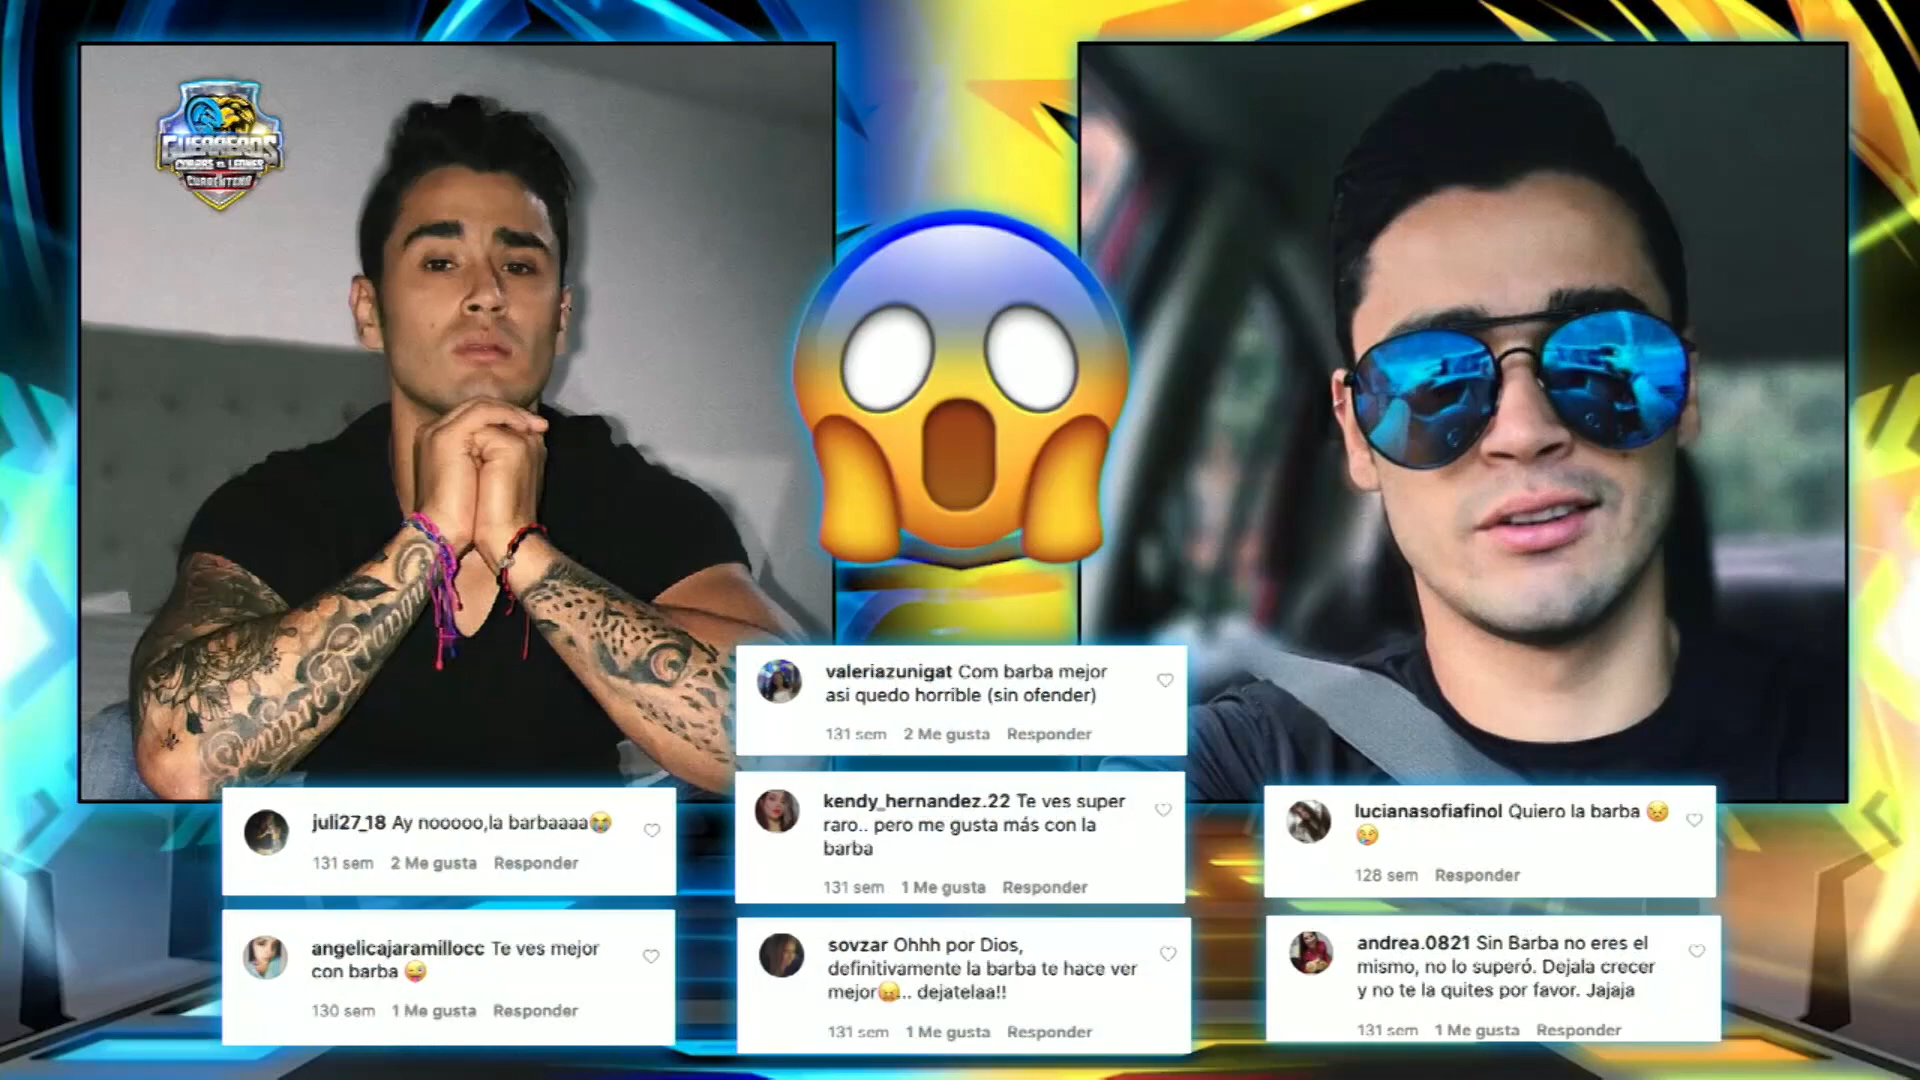 GUERREROS
COBRAS vs. LEONES
CUARENTENA
valeriazunigat Com barba mejor
asi quedo horrible (sin ofender)
131 sem 2 Me gusta Responder
juli27_18 Ay nooooo,la barbaaaa😭
131 sem 2 Me gusta Responder
kendy_hernandez.22 Te ves super
raro.. pero me gusta más con la
barba
131 sem 1 Me gusta Responder
lucianasofiafinol Quiero la barba 😣
🥲
128 sem Responder
angelicajaramillocc Te ves mejor
con barba 😜
130 sem 1 Me gusta Responder
sovzar Ohhh por Dios,
definitivamente la barba te hace ver
mejor😝... dejatelaa!!
131 sem 1 Me gusta Responder
andrea.0821 Sin Barba no eres el
mismo, no lo superó. Dejala crecer
y no te la quites por favor. Jajaja
131 sem 1 Me gusta Responder